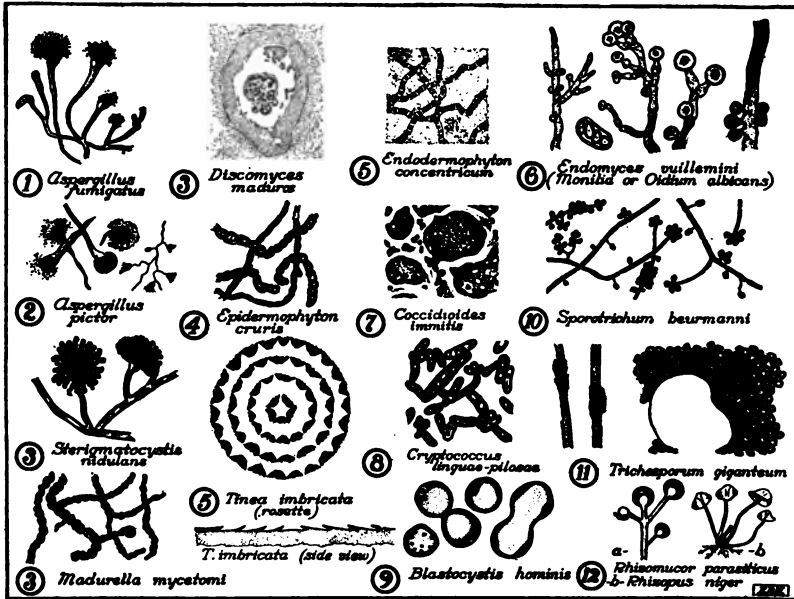 1 Aspergillus
fumigatus
3 Discomyces
madurae
5 Endodermophyton
concentricum
6 Endomyces vuillemini
(Monilia or Oidium albicans)
2 Aspergillus
pictor
4 Epidermophyton
cruris
7 Coccidioides
immitis
10 Sporotrichum beurmanni
3 Sterigmatocystis
nidulans
5 Tinea imbricata
(rosette)
8 Cryptococcus
linguae-pilosae
11 Trichosporum giganteum
3 Madurella mycetomi
T. imbricata (side view)
9 Blastocystis hominis
a- -b
12 Rhizomucor parasiticus
-b- Rhizopus niger